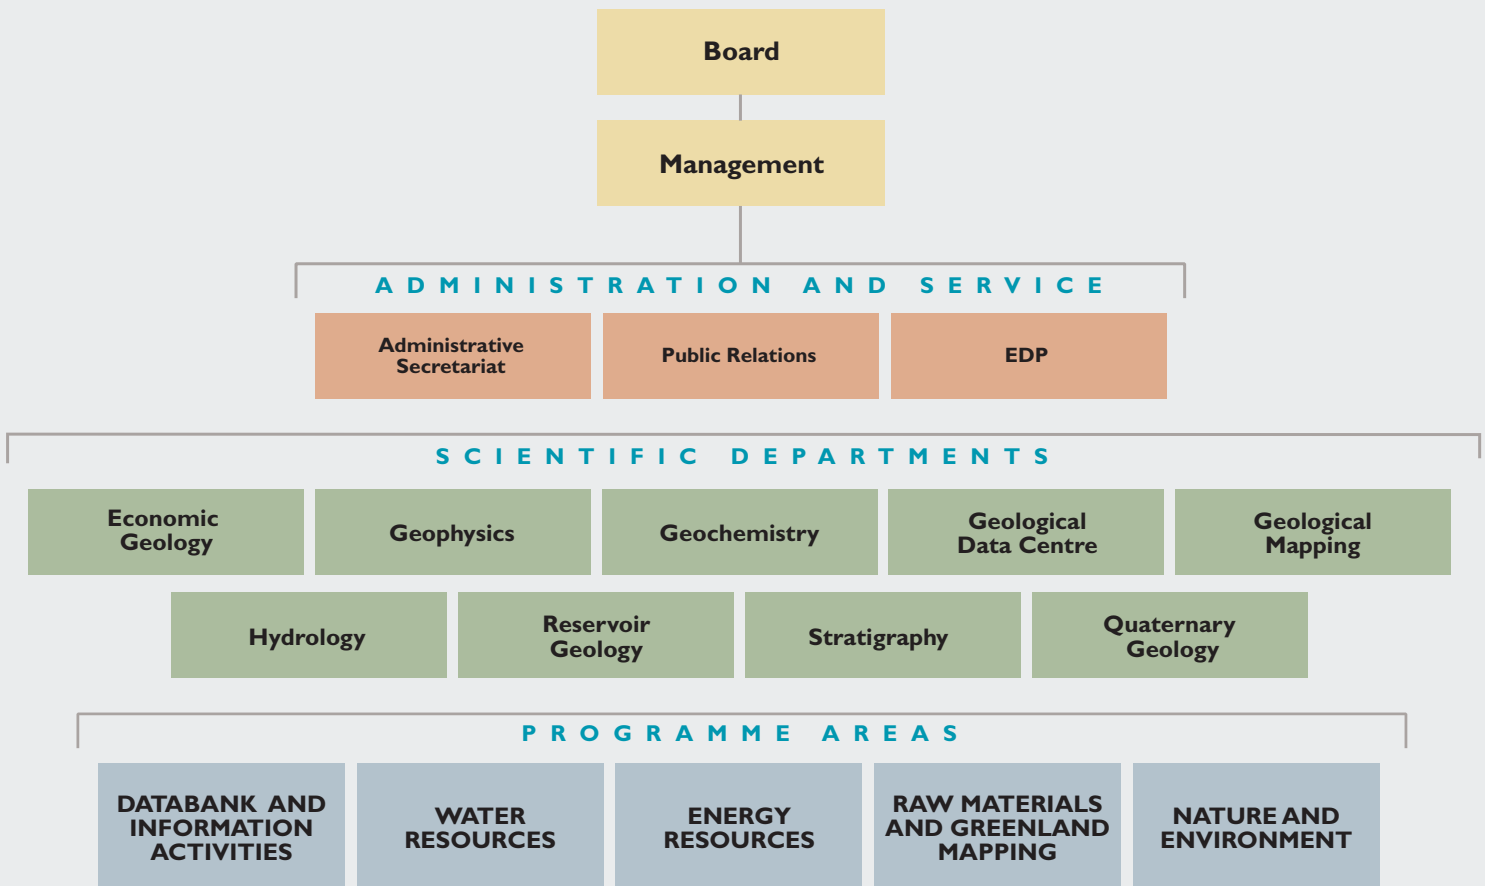 Board
Management
ADMINISTRATION AND SERVICE
Administrative
Secretariat
Public Relations
EDP
SCIENTIFIC DEPARTMENTS
Economic
Geology
Geophysics
Geochemistry
Geological
Data Centre
Geological
Mapping
Hydrology
Reservoir
Geology
Stratigraphy
Quaternary
Geology
PROGRAMME AREAS
DATABANK AND
INFORMATION
ACTIVITIES
WATER
RESOURCES
ENERGY
RESOURCES
RAW MATERIALS
AND GREENLAND
MAPPING
NATURE AND
ENVIRONMENT